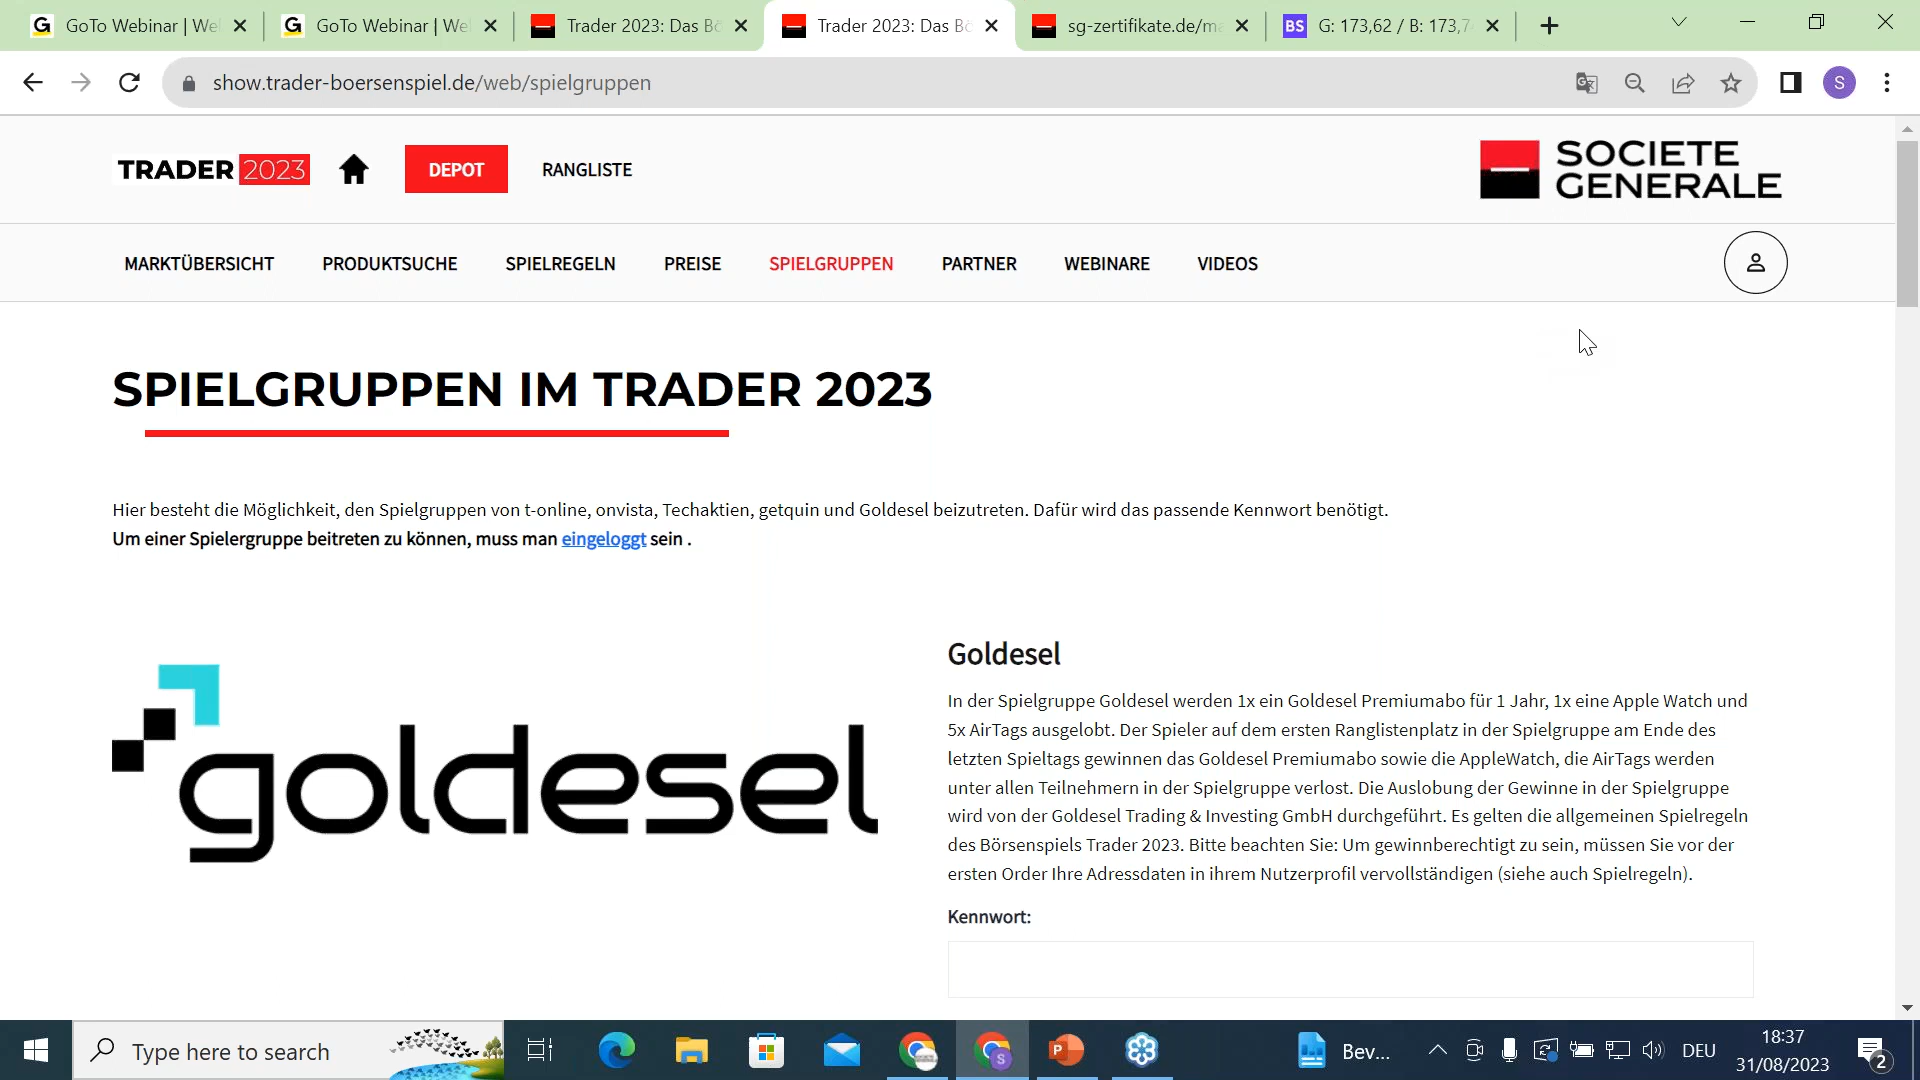 GoTo Webinar | We
GoTo Webinar | We
Trader 2023: Das Bö
Trader 2023: Das Bö
sg-zertifikate.de/ma
BS G: 173,62 / B: 173,7
show.trader-boersenspiel.de/web/spielgruppen
S
TRADER 2023
DEPOT
RANGLISTE
SOCIETE
GENERALE
MARKTÜBERSICHT PRODUKTSUCHE SPIELREGELN PREISE SPIELGRUPPEN PARTNER WEBINARE VIDEOS
SPIELGRUPPEN IM TRADER 2023
Hier besteht die Möglichkeit, den Spielgruppen von t-online, onvista, Techaktien, getquin und Goldesel beizutreten. Dafür wird das passende Kennwort benötigt.
Um einer Spielergruppe beitreten zu können, muss man eingeloggt sein .
goldesel
Goldesel
In der Spielgruppe Goldesel werden 1x ein Goldesel Premiumabo für 1 Jahr, 1x eine Apple Watch und
5x AirTags ausgelobt. Der Spieler auf dem ersten Ranglistenplatz in der Spielgruppe am Ende des
letzten Spieltags gewinnen das Goldesel Premiumabo sowie die AppleWatch, die AirTags werden
unter allen Teilnehmern in der Spielgruppe verlost. Die Auslobung der Gewinne in der Spielgruppe
wird von der Goldesel Trading & Investing GmbH durchgeführt. Es gelten die allgemeinen Spielregeln
des Börsenspiels Trader 2023. Bitte beachten Sie: Um gewinnberechtigt zu sein, müssen Sie vor der
ersten Order Ihre Adressdaten in ihrem Nutzerprofil vervollständigen (siehe auch Spielregeln).
Kennwort:
Type here to search
Bev...
DEU
18:37
31/08/2023
2